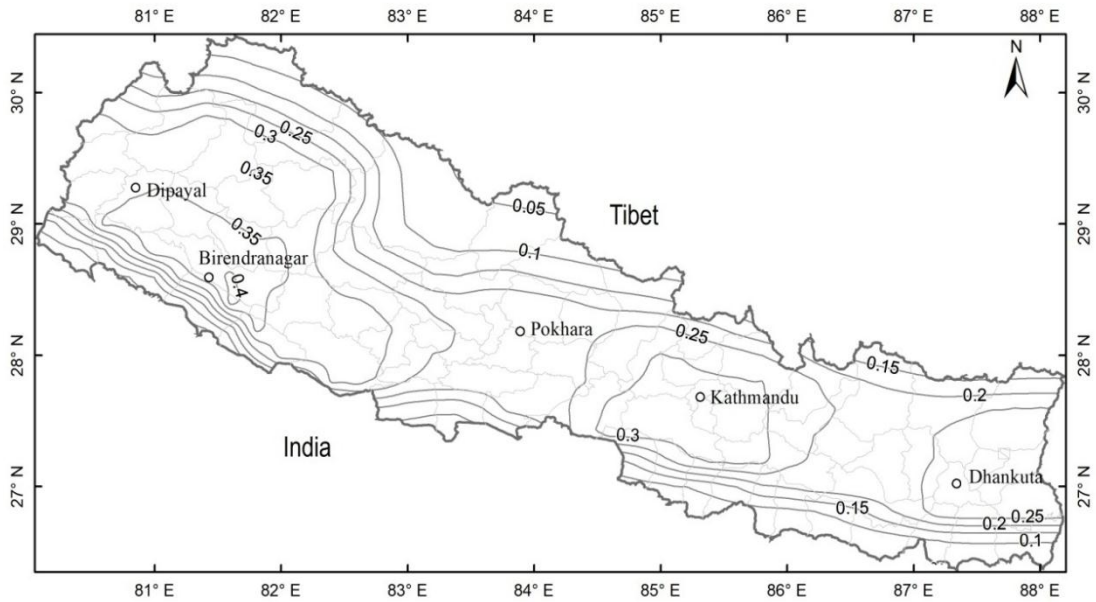 81° E 82° E 83° E 84° E 85° E 86° E 87° E 88° E
N
30° N
30° N
0.25
0.3
0.35
Dipayal
0.05
Tibet
29° N
29° N
0.35
0.1
Birendranagar
0.4
Pokhara
0.25
28° N
28° N
0.15
0.2
Kathmandu
0.3
India
Dhankuta
27° N
27° N
0.15
0.25
0.2
0.1
81° E 82° E 83° E 84° E 85° E 86° E 87° E 88° E